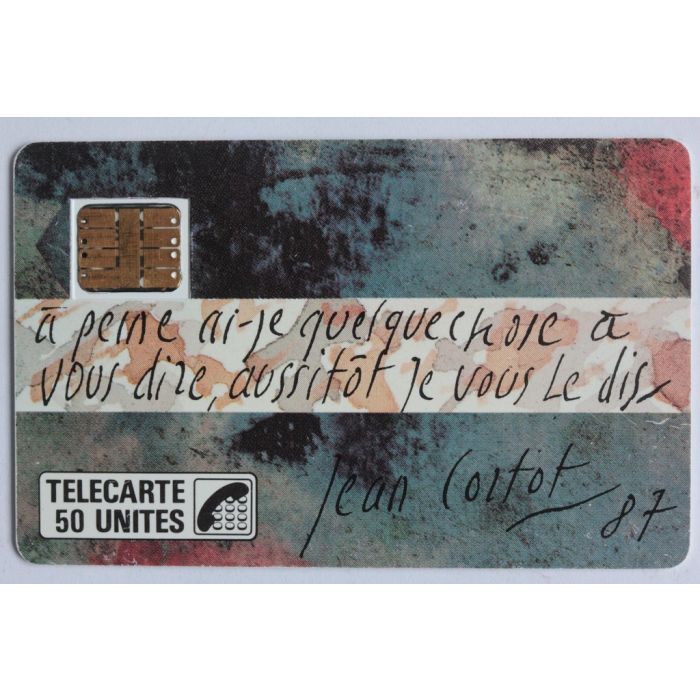 à peine ai-je quelque chose à
vous dire, aussitôt je vous le dis
Jean Cortot
87
TELECARTE
50 UNITES